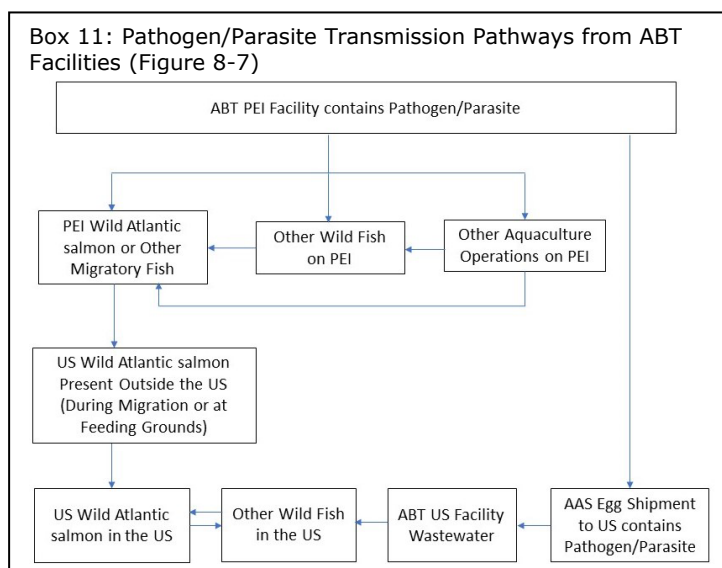 Box 11: Pathogen/Parasite Transmission Pathways from ABT
Facilities (Figure 8-7)
ABT PEI Facility contains Pathogen/Parasite
PEI Wild Atlantic
salmon or Other
Migratory Fish
Other Wild Fish
on PEI
Other Aquaculture
Operations on PEI
US Wild Atlantic salmon
Present Outside the US
(During Migration or at
Feeding Grounds)
US Wild Atlantic
salmon in the US
Other Wild Fish
in the US
ABT US Facility
Wastewater
AAS Egg Shipment
to US contains
Pathogen/Parasite